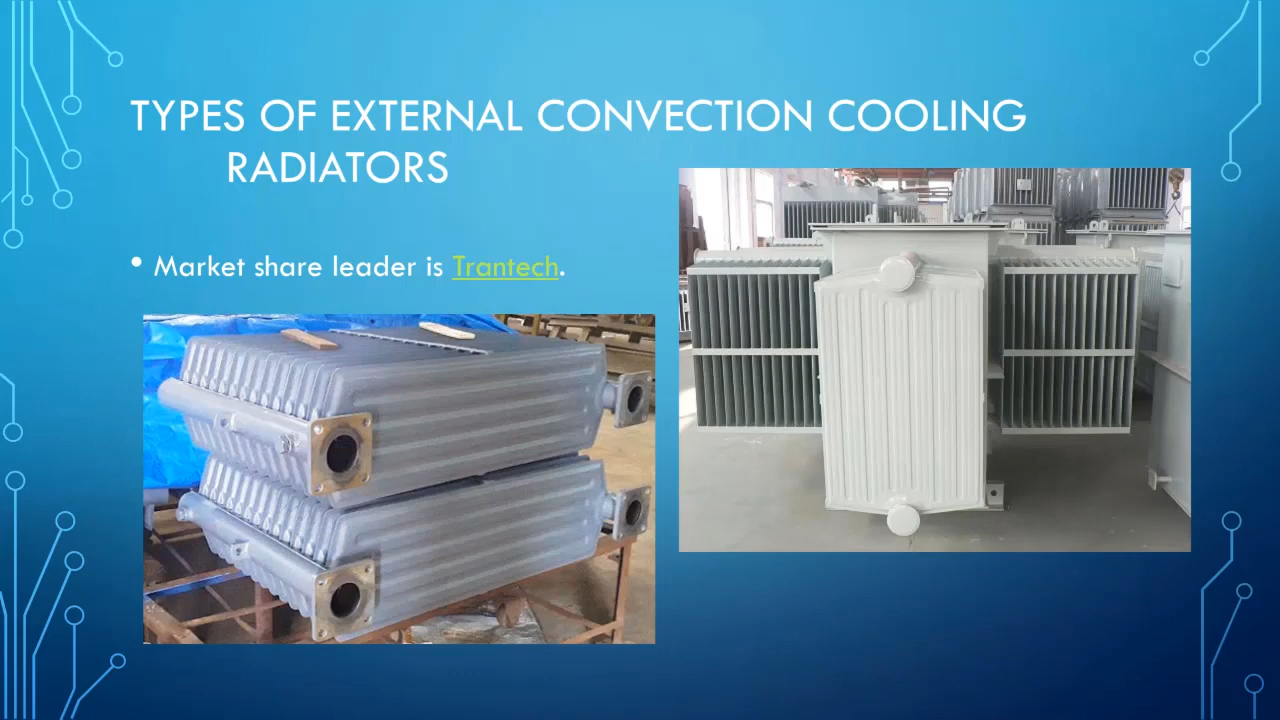 TYPES OF EXTERNAL CONVECTION COOLING
RADIATORS
• Market share leader is Trantech.